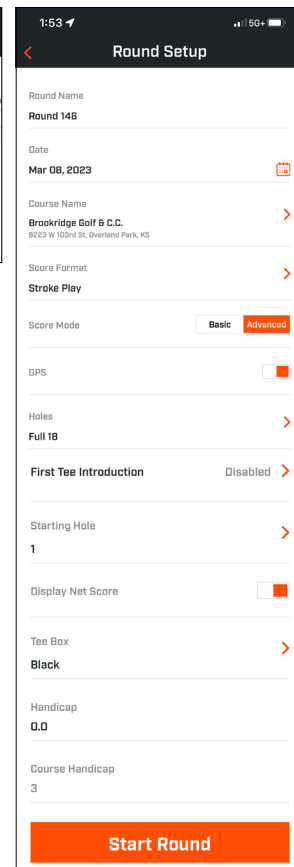 1:53
5G+
Round Setup
Round Name
Round 146
Date
Mar 08, 2023
Course Name
Brookridge Golf & C.C.
8223 W 103rd St, Overland Park, KS
Score Format
Stroke Play
Score Mode
Basic Advanced
GPS
Holes
Full 18
First Tee Introduction Disabled
Starting Hole
1
Display Net Score
Tee Box
Black
Handicap
0.0
Course Handicap
3
Start Round